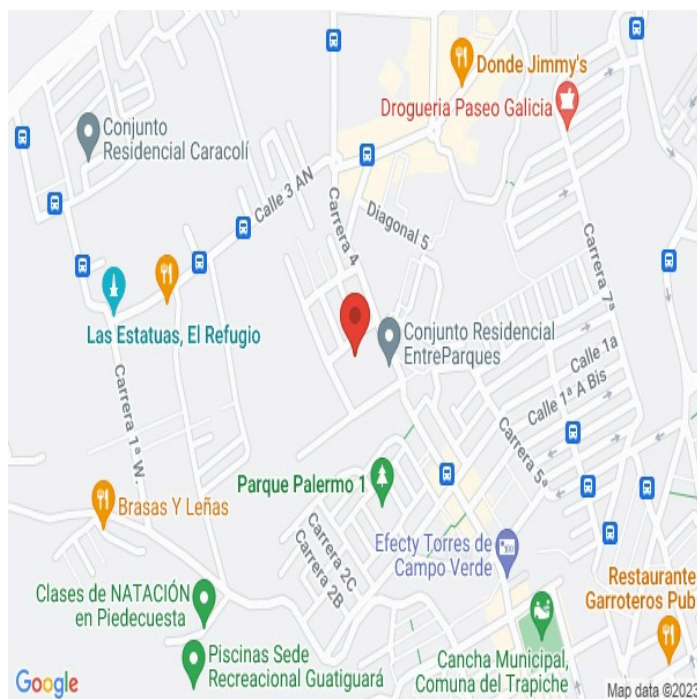 Donde Jimmy's
Drogueria Paseo Galicia
Conjunto
Residencial Caracolí
Calle 3 AN
Carrera 4
Diagonal 5
Carrera 7ª
Las Estatuas, El Refugio
Conjunto Residencial
EntreParques
Calle 1a
Calle 1ª A Bis
Carrera 1ª W.
Carrera 5ª
Parque Palermo 1
Brasas Y Leñas
Carrera 2C
Carrera 2B
Efecty Torres de
Campo Verde
Clases de NATACIÓN
en Piedecuesta
Restaurante
Garroteros Pub
Piscinas Sede
Recreacional Guatiguará
Cancha Municipal,
Comuna del Trapiche
Google
Map data ©2023